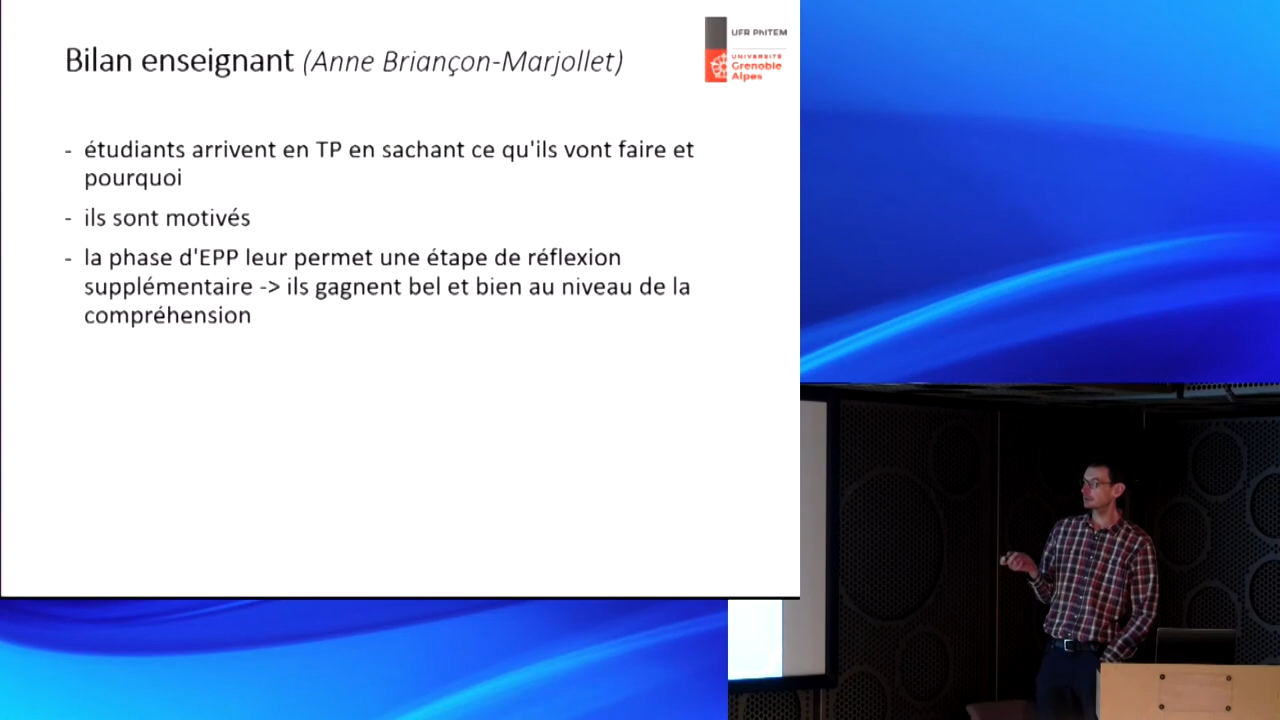 Bilan enseignant (Anne Briançon-Marjollet)
UFR PhITEM
UNIVERSITÉ
Grenoble
Alpes
- étudiants arrivent en TP en sachant ce qu'ils vont faire et
pourquoi
- ils sont motivés
- la phase d'EPP leur permet une étape de réflexion
supplémentaire -> ils gagnent bel et bien au niveau de la
compréhension